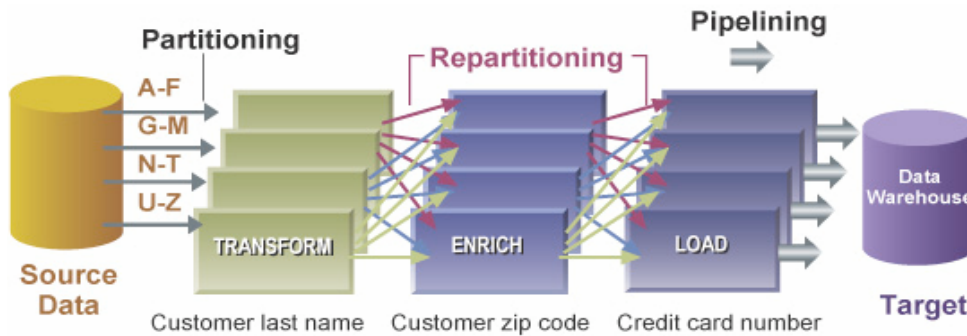 Partitioning
Pipelining
Repartitioning
A-F
G-M
N-T
U-Z
TRANSFORM
ENRICH
LOAD
Data
Warehouse
Source
Data
Target
Customer last name
Customer zip code
Credit card number